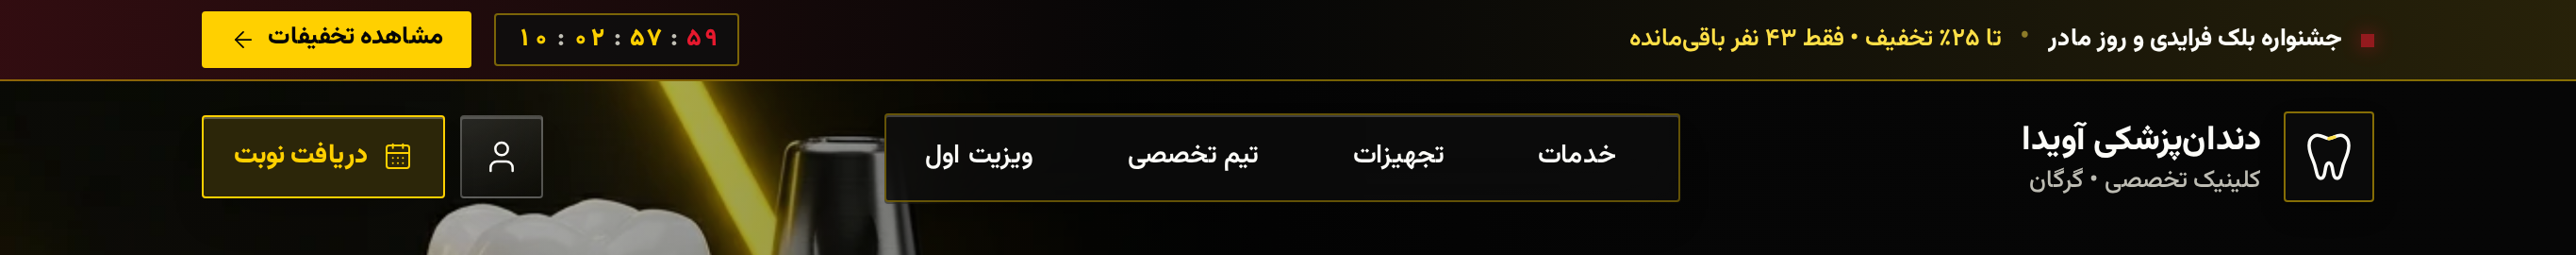 جشنواره بلک فرایدی و روز مادر • تا ۲۵٪ تخفیف • فقط ۴۳ نفر باقی‌مانده
۱۰ : ۰۲ : ۵۷ : ۵۹
مشاهده تخفیفات ←
دندان‌پزشکی آویدا
کلینیک تخصصی • گرگان
خدمات تجهیزات تیم تخصصی ویزیت اول
دریافت نوبت